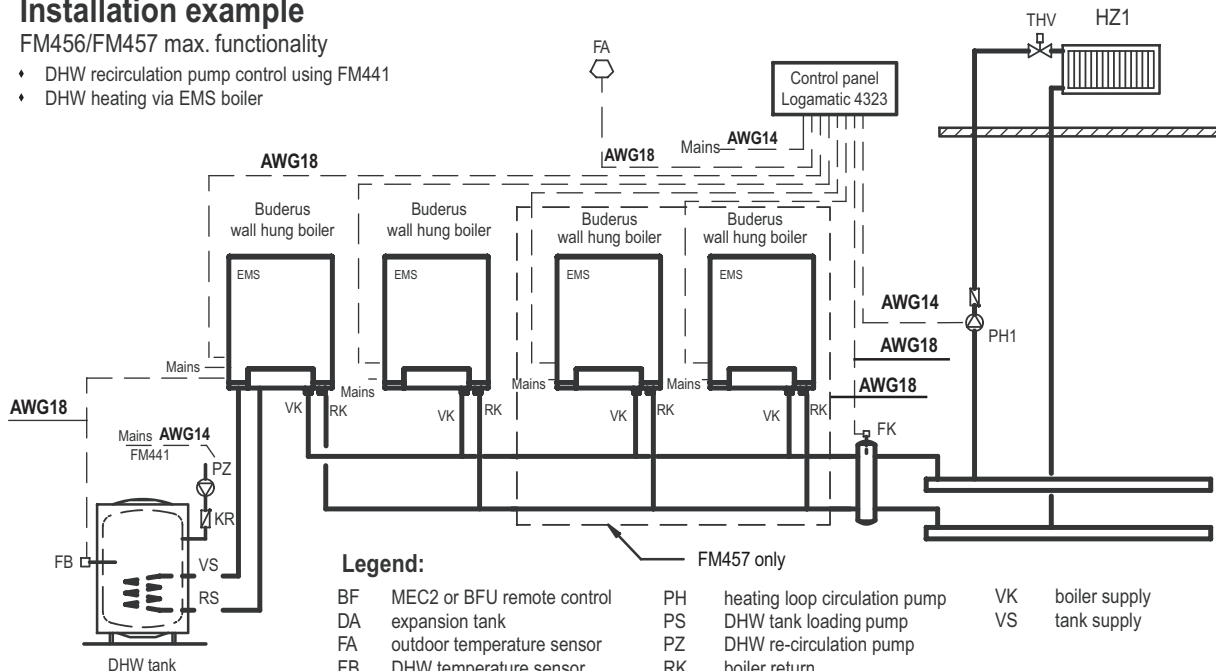 Installation example
FM456/FM457 max. functionality
DHW recirculation pump control using FM441
DHW heating via EMS boiler
FA
Control panel
Logamatic 4323
THV
HZ1
Mains
AWG14
AWG18
AWG18
Buderus
wall hung boiler
Buderus
wall hung boiler
Buderus
wall hung boiler
Buderus
wall hung boiler
EMS
EMS
EMS
EMS
AWG14
PH1
AWG18
AWG18
Mains
Mains
Mains
Mains
VK
RK
VK
RK
VK
RK
VK
RK
FK
AWG18
Mains AWG14
FM441
PZ
KR
FB
VS
RS
DHW tank
FM457 only
Legend:
BF MEC2 or BFU remote control
DA expansion tank
FA outdoor temperature sensor
FB DHW temperature sensor
PH heating loop circulation pump
PS DHW tank loading pump
PZ DHW re-circulation pump
RK boiler return
VK boiler supply
VS tank supply